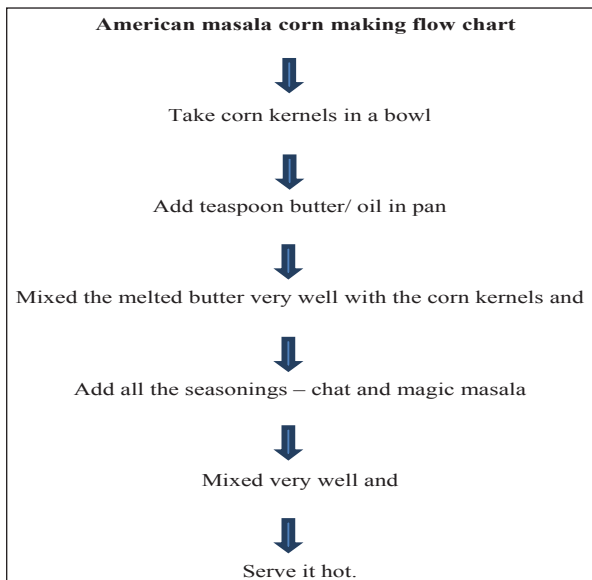 American masala corn making flow chart
Take corn kernels in a bowl
Add teaspoon butter/ oil in pan
Mixed the melted butter very well with the corn kernels and
Add all the seasonings – chat and magic masala
Mixed very well and
Serve it hot.